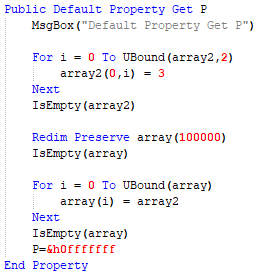 Public Default Property Get P
MsgBox("Default Property Get P")
For i = 0 To UBound(array2,2)
array2(0,i) = 3
Next
IsEmpty(array2)
Redim Preserve array(100000)
IsEmpty(array)
For i = 0 To UBound(array)
array(i) = array2
Next
IsEmpty(array)
P=&h0fffffff
End Property